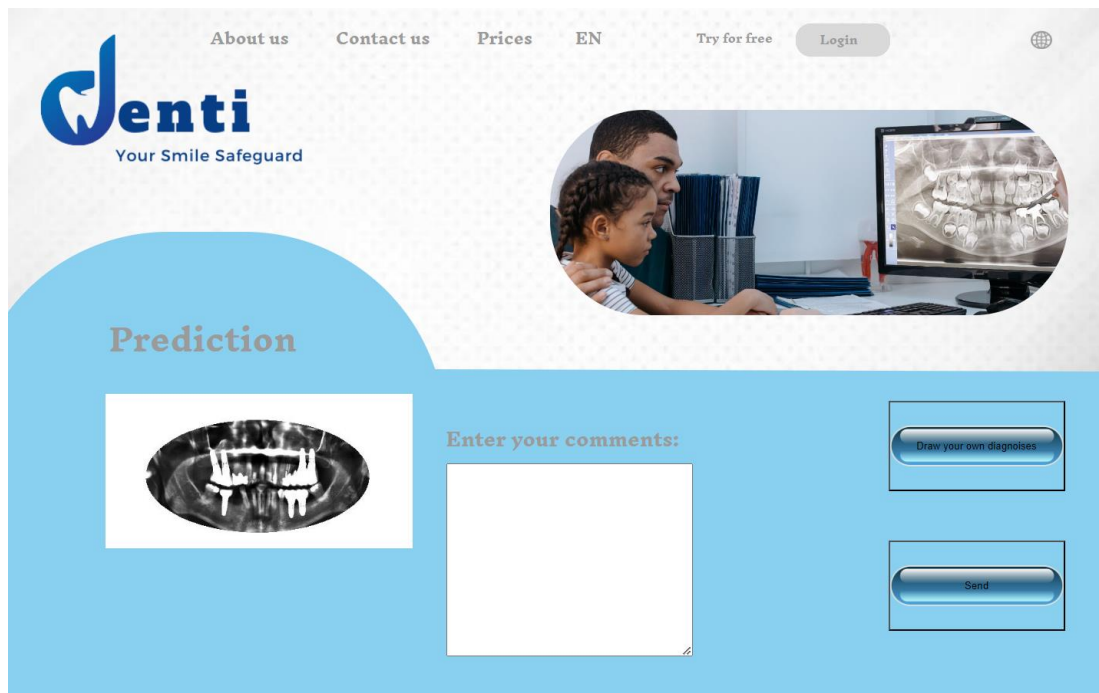 About us
Contact us
Prices
EN
Try for free
Login
denti
Your Smile Safeguard
Prediction
Enter your comments:
Draw your own diagnoises
Send